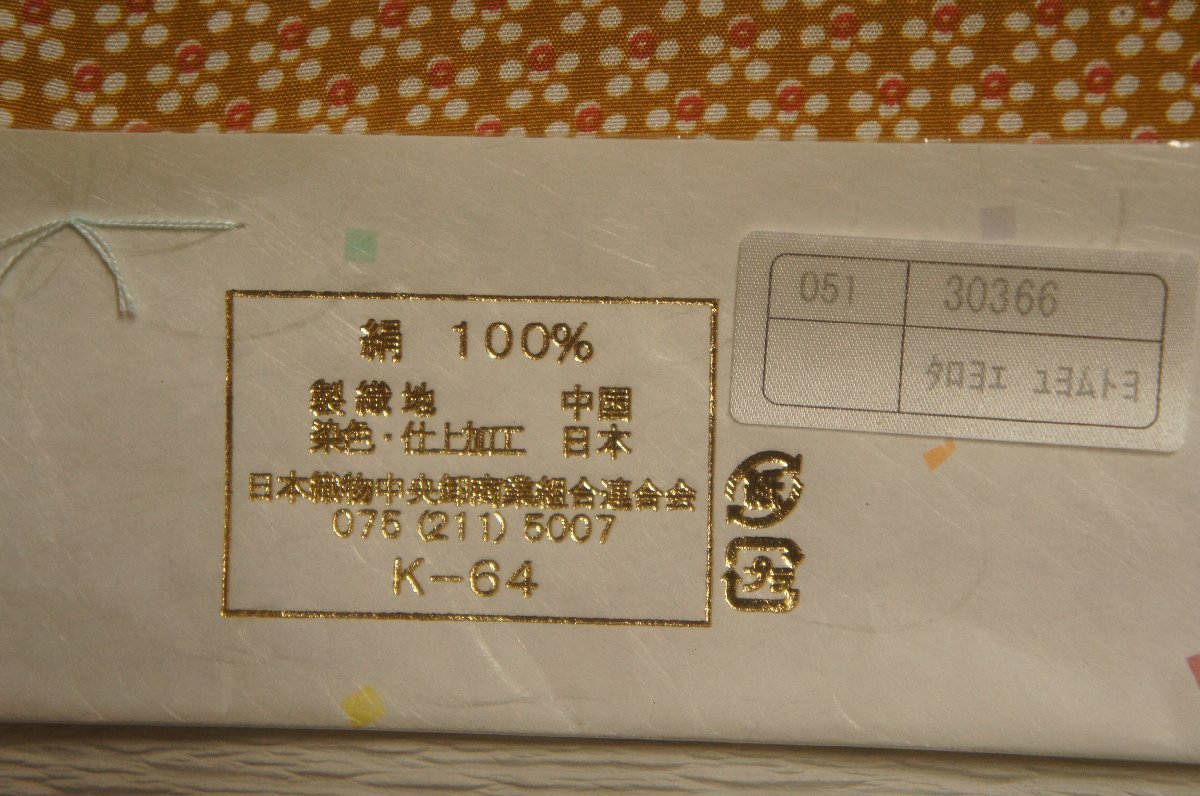 絹 100%
製織地 中国
染色・仕上加工 日本
日本織物中央卸商業組合連合会
075 (211) 5007
K-64
051 30366
紙
プラ